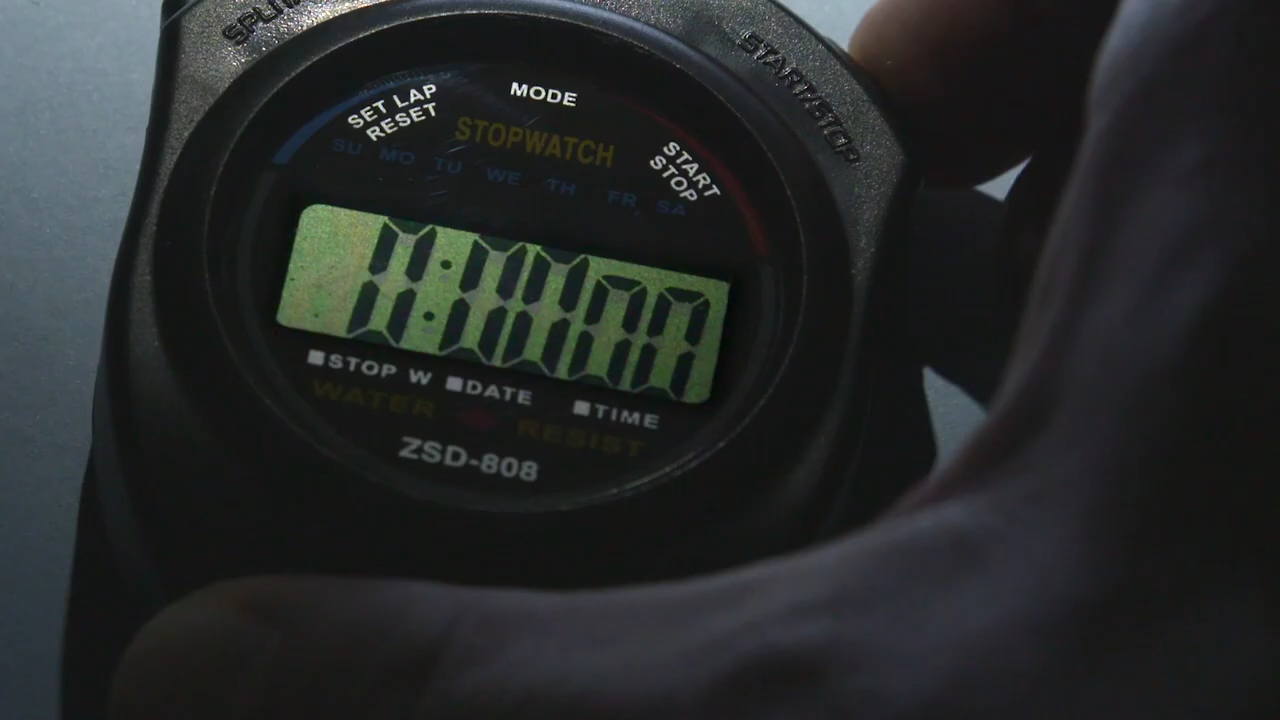 START/STOP
MODE
SET LAP
RESET
STOPWATCH
START
STOP
SU MO TU WE TH FR SA
STOP W DATE TIME
WATER RESIST
ZSD-808